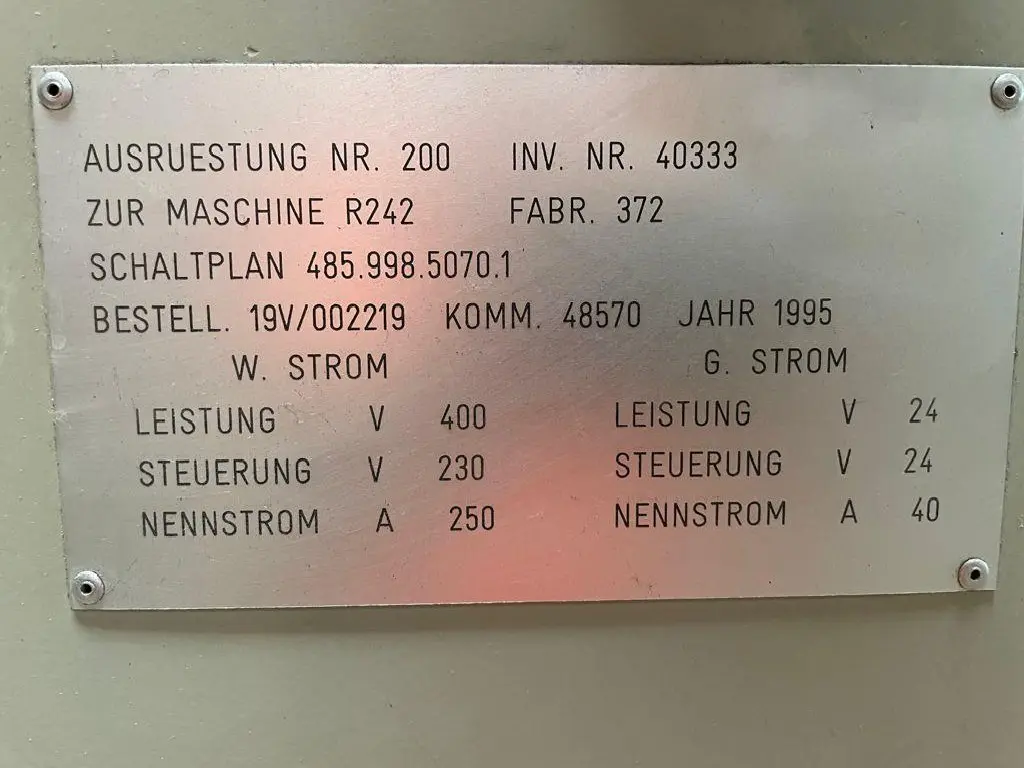 AUSRUESTUNG NR. 200 INV. NR. 40333
ZUR MASCHINE R242 FABR. 372
SCHALTPLAN 485.998.5070.1
BESTELL. 19V/002219 KOMM. 48570 JAHR 1995
W. STROM G. STROM
LEISTUNG V 400 LEISTUNG V 24
STEUERUNG V 230 STEUERUNG V 24
NENNSTROM A 250 NENNSTROM A 40